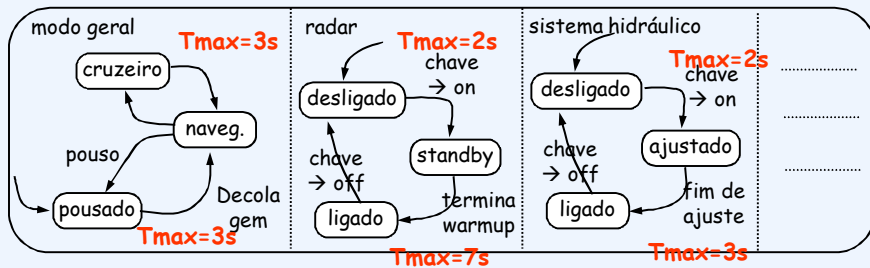 modo geral
Tmax=3s
cruzeiro
naveg.
pouso
pousado
Decola
gem
Tmax=3s
radar
Tmax=2s
chave
→ on
desligado
standby
chave
→ off
termina
warmup
ligado
Tmax=7s
sistema hidráulico
Tmax=2s
chave
→ on
desligado
ajustado
chave
→ off
fim de
ajuste
ligado
Tmax=3s